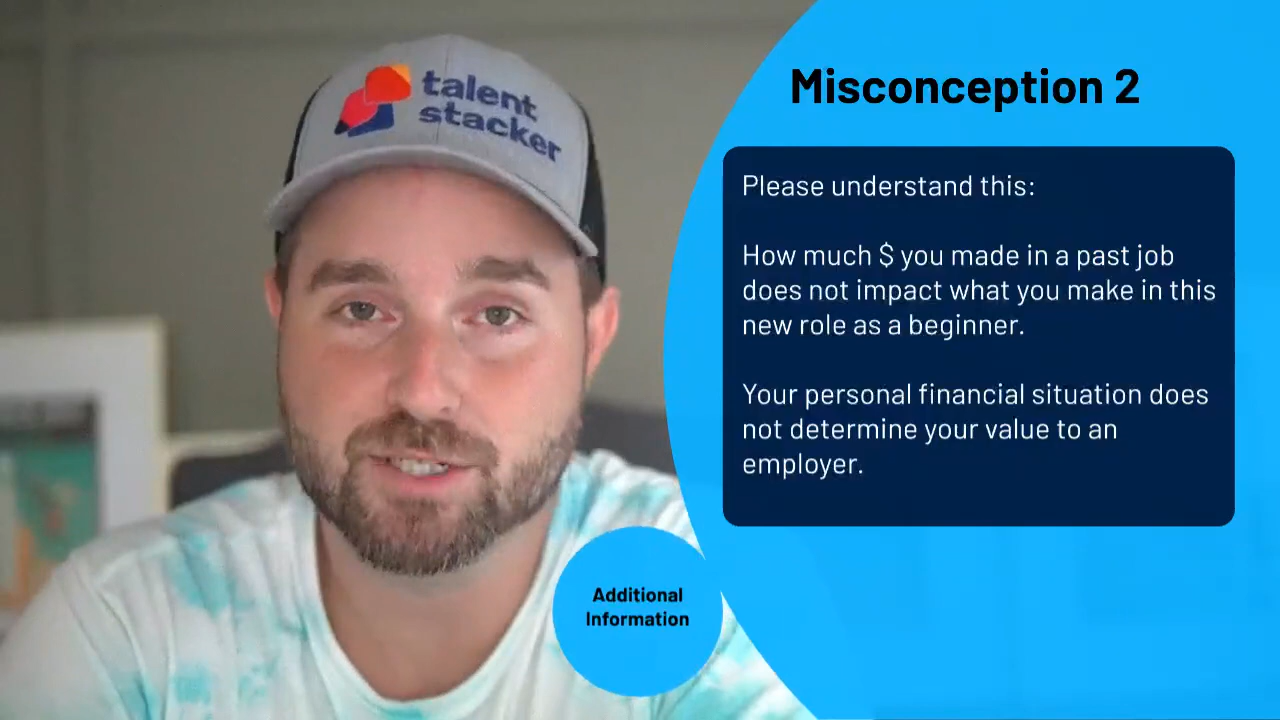 talent
stacker
Misconception 2
Please understand this:
How much $ you made in a past job
does not impact what you make in this
new role as a beginner.
Your personal financial situation does
not determine your value to an
employer.
Additional
Information